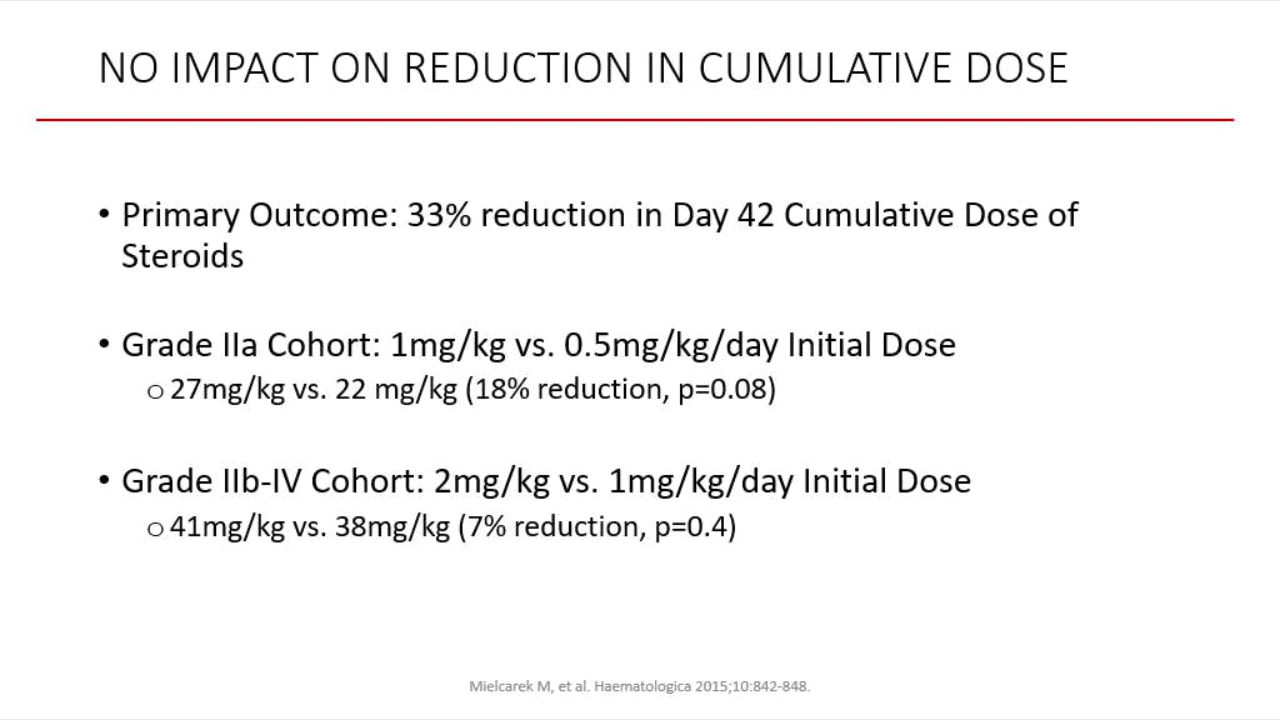 NO IMPACT ON REDUCTION IN CUMULATIVE DOSE
• Primary Outcome: 33% reduction in Day 42 Cumulative Dose of
Steroids
• Grade IIa Cohort: 1mg/kg vs. 0.5mg/kg/day Initial Dose
o 27mg/kg vs. 22 mg/kg (18% reduction, p=0.08)
• Grade IIb-IV Cohort: 2mg/kg vs. 1mg/kg/day Initial Dose
o 41mg/kg vs. 38mg/kg (7% reduction, p=0.4)
Mielcarek M, et al. Haematologica 2015;10:842-848.